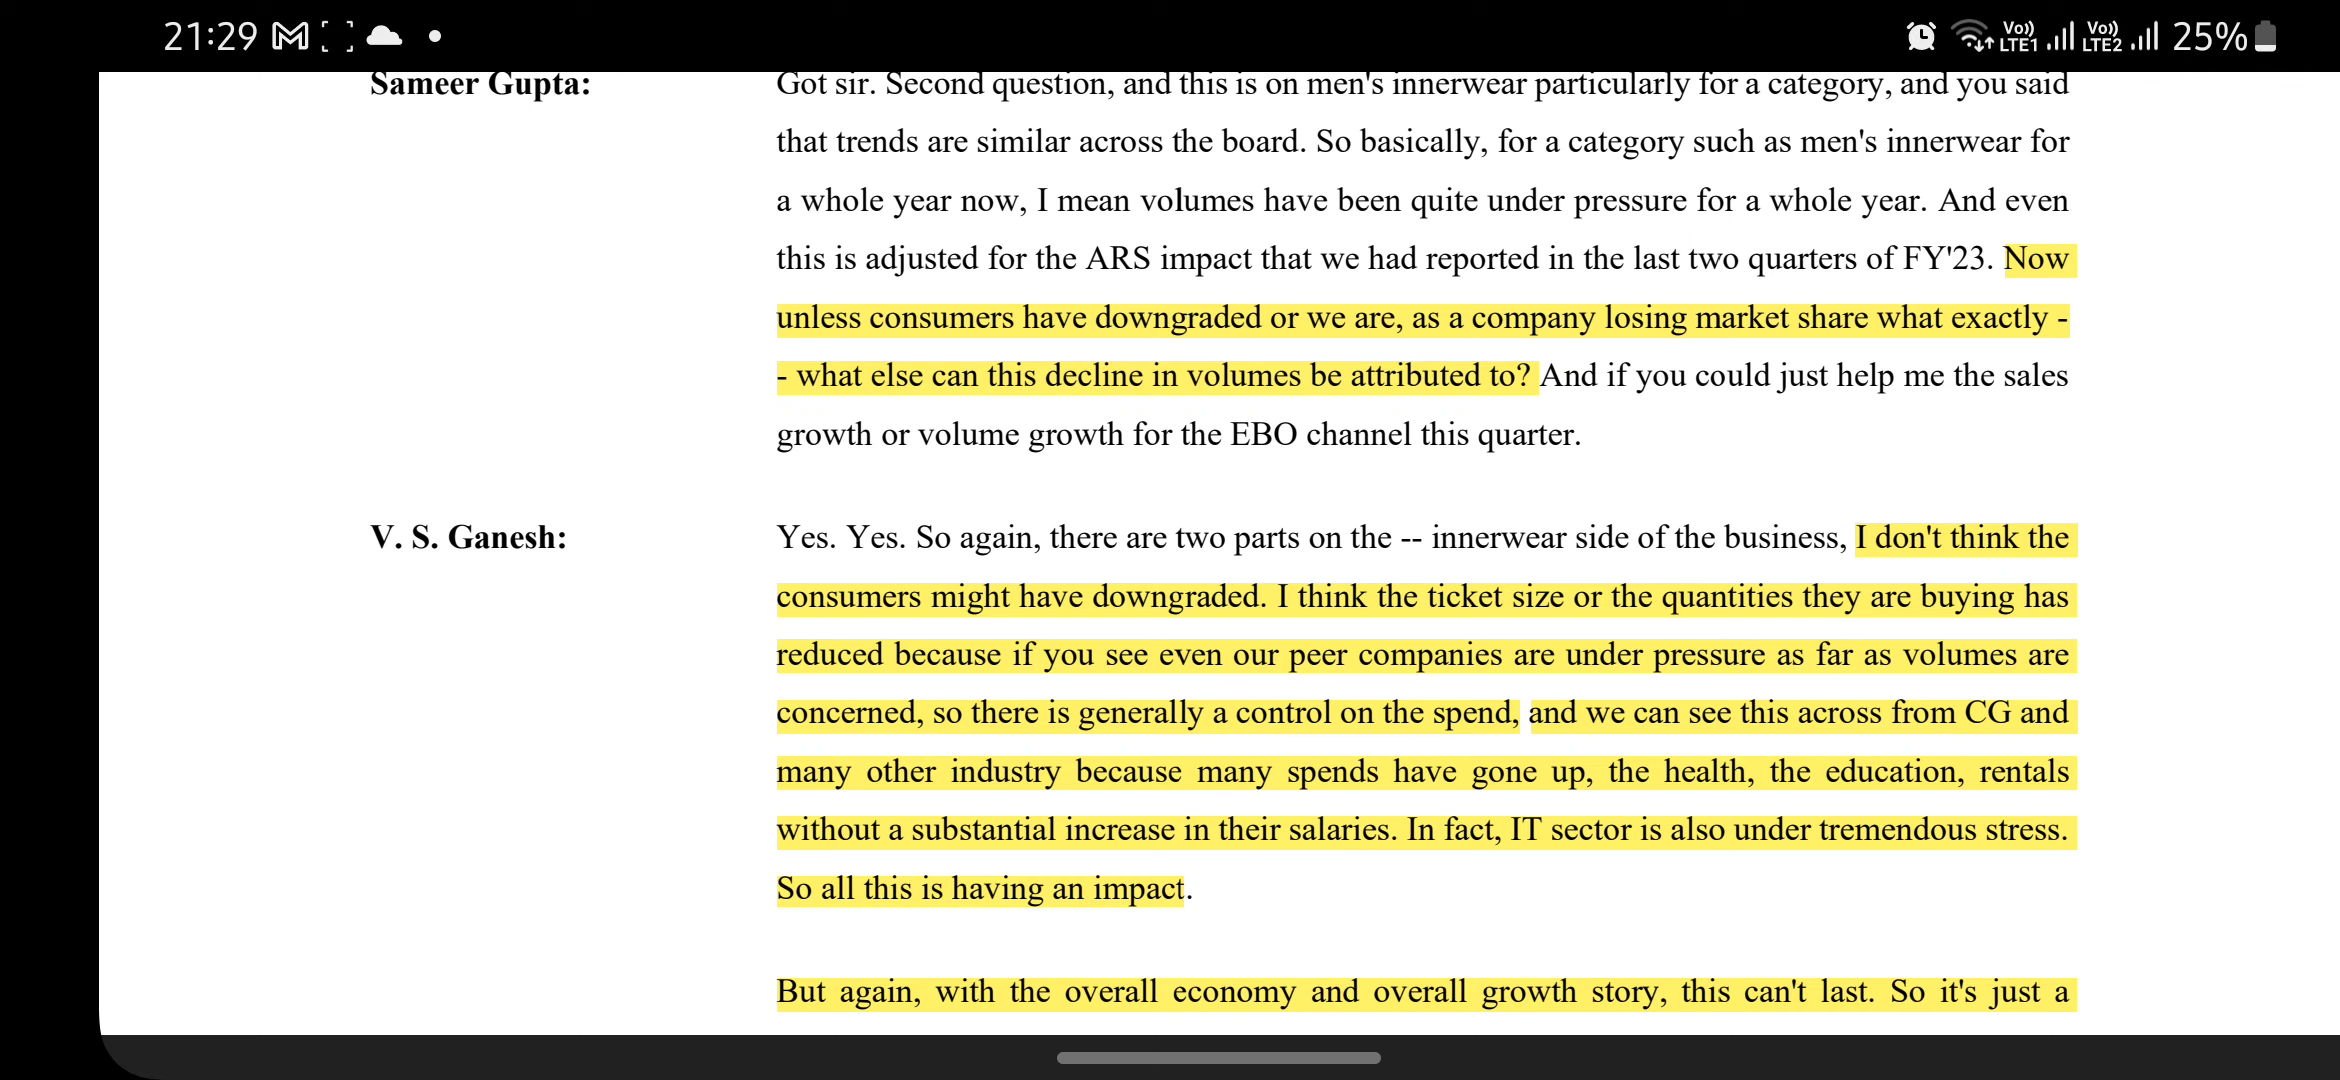 21:29
Vo)) LTE1 Vo)) LTE2 25%
Sameer Gupta: Got sir. Second question, and this is on men's innerwear particularly for a category, and you said
that trends are similar across the board. So basically, for a category such as men's innerwear for
a whole year now, I mean volumes have been quite under pressure for a whole year. And even
this is adjusted for the ARS impact that we had reported in the last two quarters of FY'23. Now
unless consumers have downgraded or we are, as a company losing market share what exactly -
- what else can this decline in volumes be attributed to? And if you could just help me the sales
growth or volume growth for the EBO channel this quarter.
V. S. Ganesh: Yes. Yes. So again, there are two parts on the -- innerwear side of the business, I don't think the
consumers might have downgraded. I think the ticket size or the quantities they are buying has
reduced because if you see even our peer companies are under pressure as far as volumes are
concerned, so there is generally a control on the spend, and we can see this across from CG and
many other industry because many spends have gone up, the health, the education, rentals
without a substantial increase in their salaries. In fact, IT sector is also under tremendous stress.
So all this is having an impact.
But again, with the overall economy and overall growth story, this can't last. So it's just a